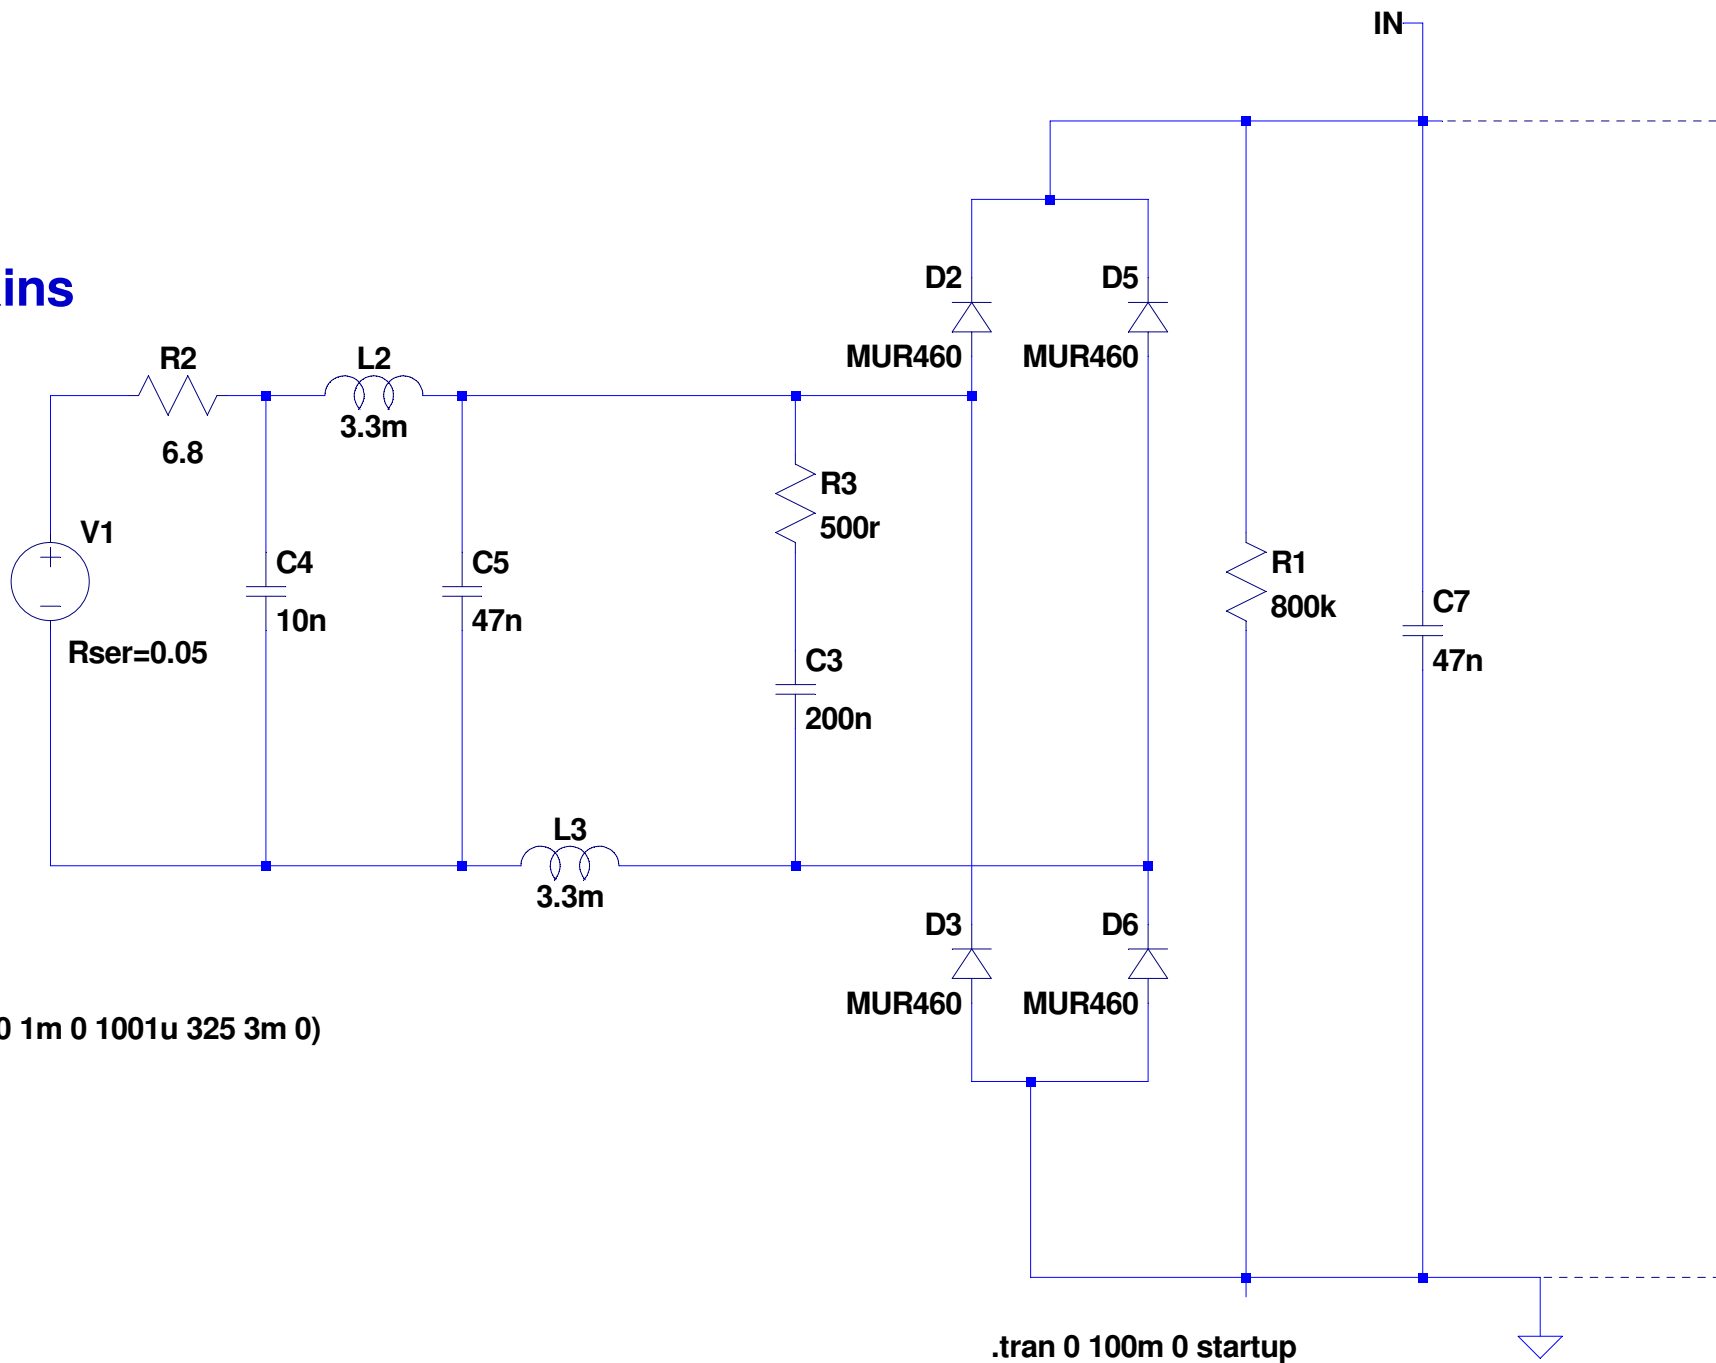 IN
D2
D5
ins
MUR460
MUR460
R2
L2
3.3m
6.8
R3
500r
V1
C4
10n
C5
47n
R1
800k
C7
47n
Rser=0.05
C3
200n
L3
3.3m
D3
D6
MUR460
MUR460
0 1m 0 1001u 325 3m 0)
.tran 0 100m 0 startup